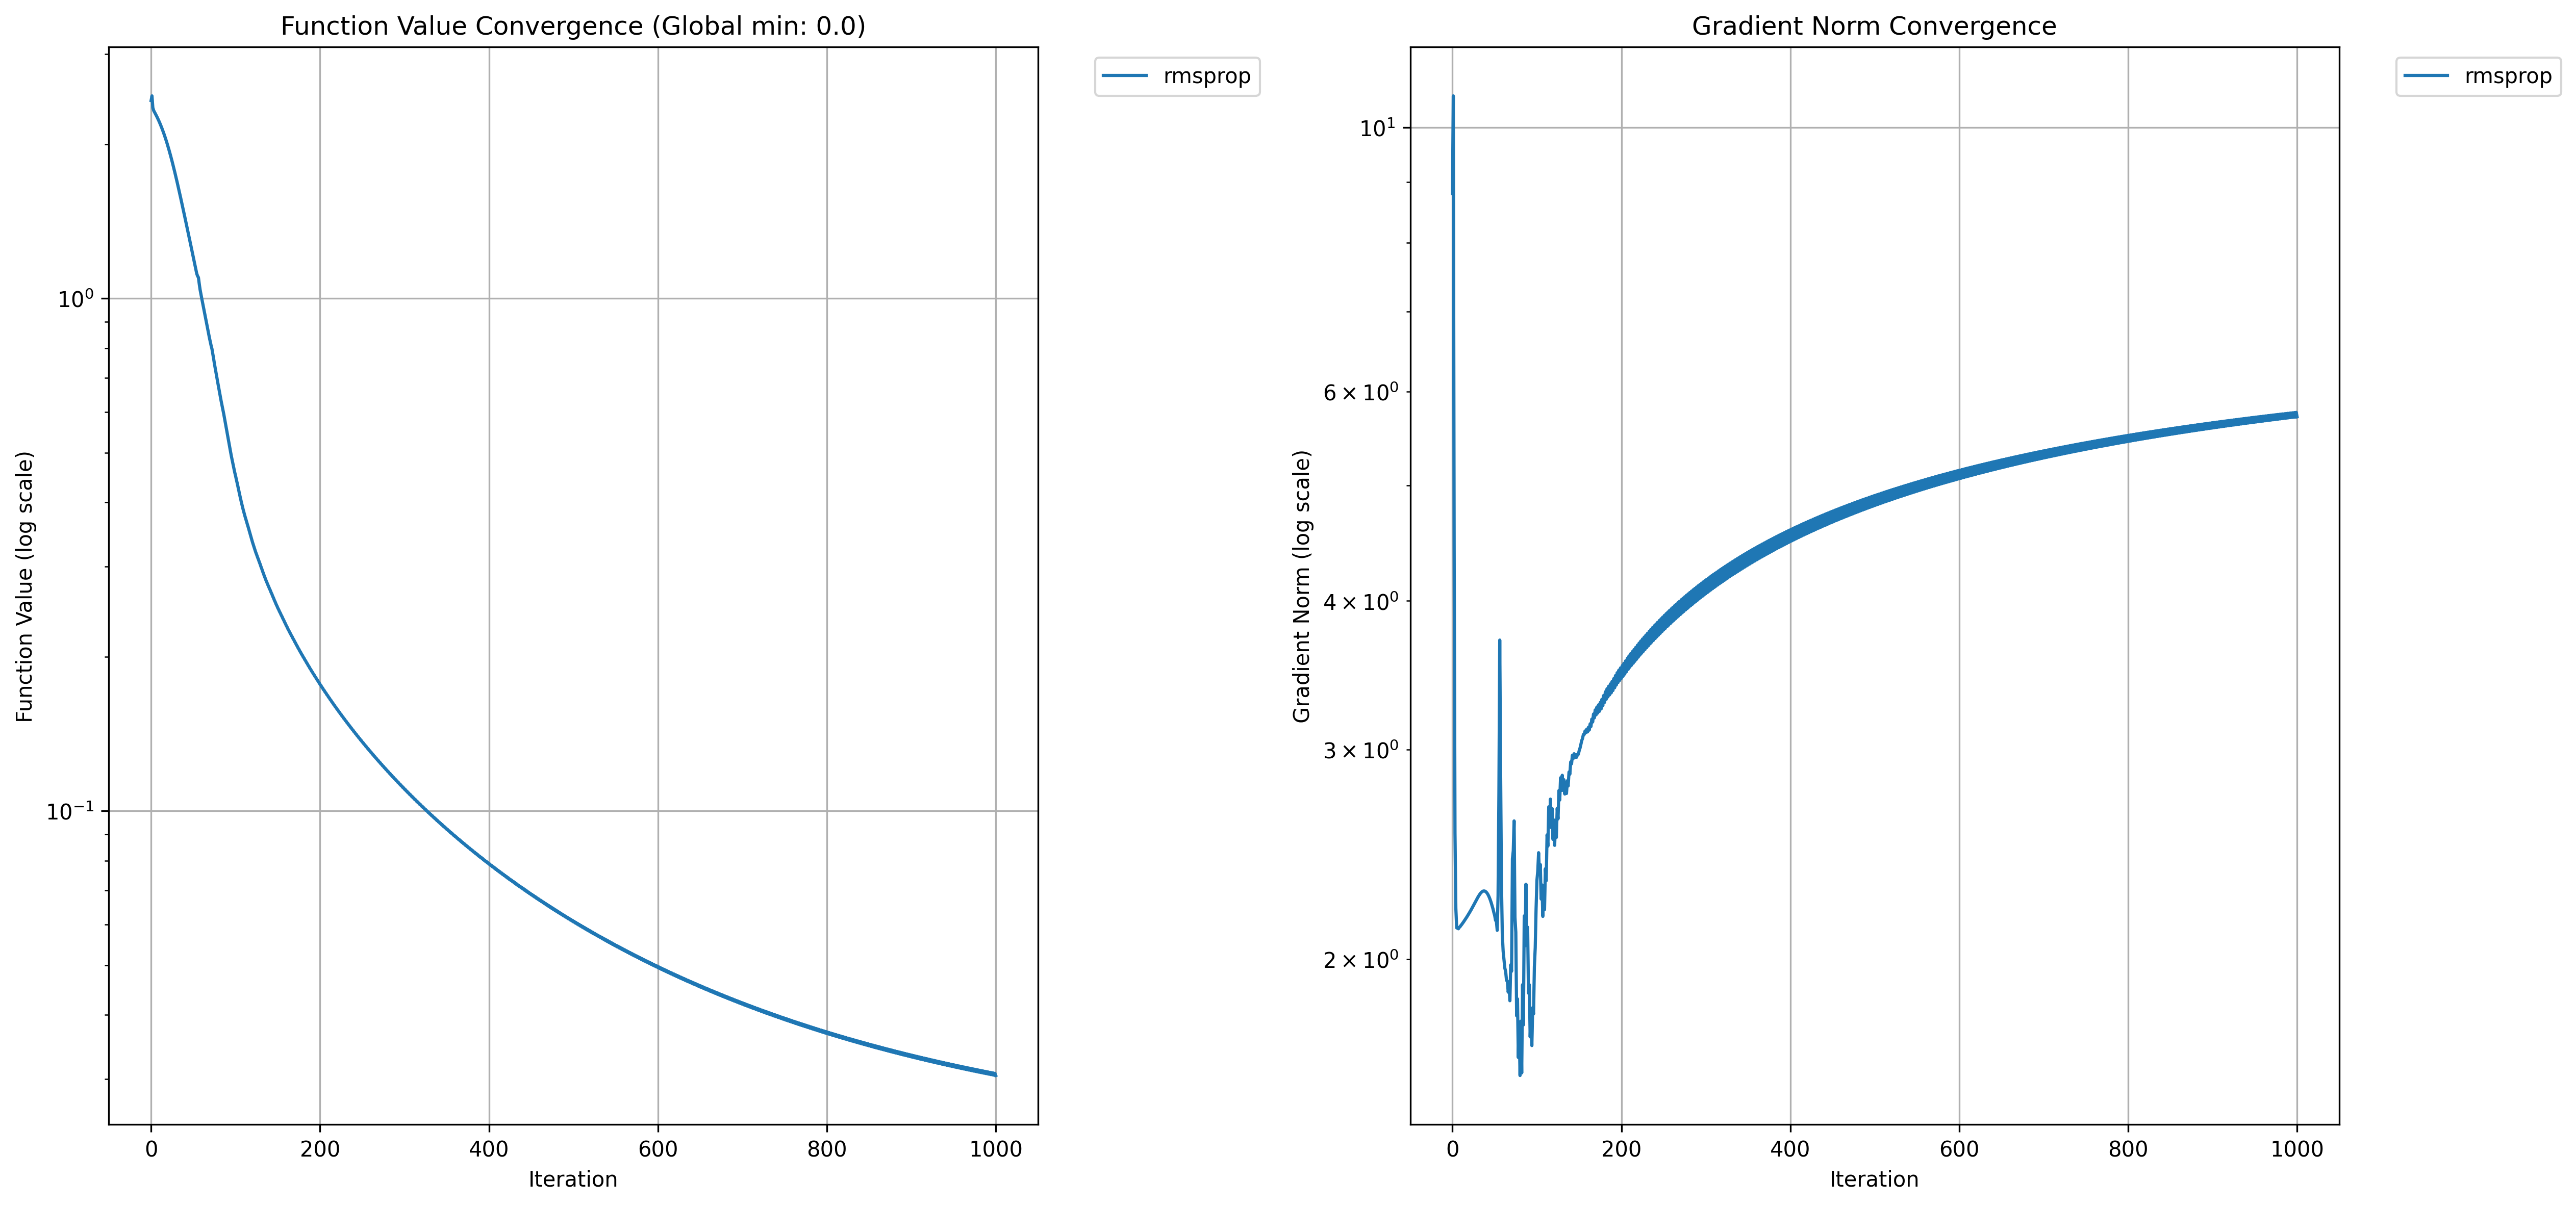 Function Value Convergence (Global min: 0.0)
rmsprop
Function Value (log scale)
10⁰
10⁻¹
0 200 400 600 800 1000
Iteration
Gradient Norm Convergence
rmsprop
Gradient Norm (log scale)
10¹
6 × 10⁰
4 × 10⁰
3 × 10⁰
2 × 10⁰
0 200 400 600 800 1000
Iteration